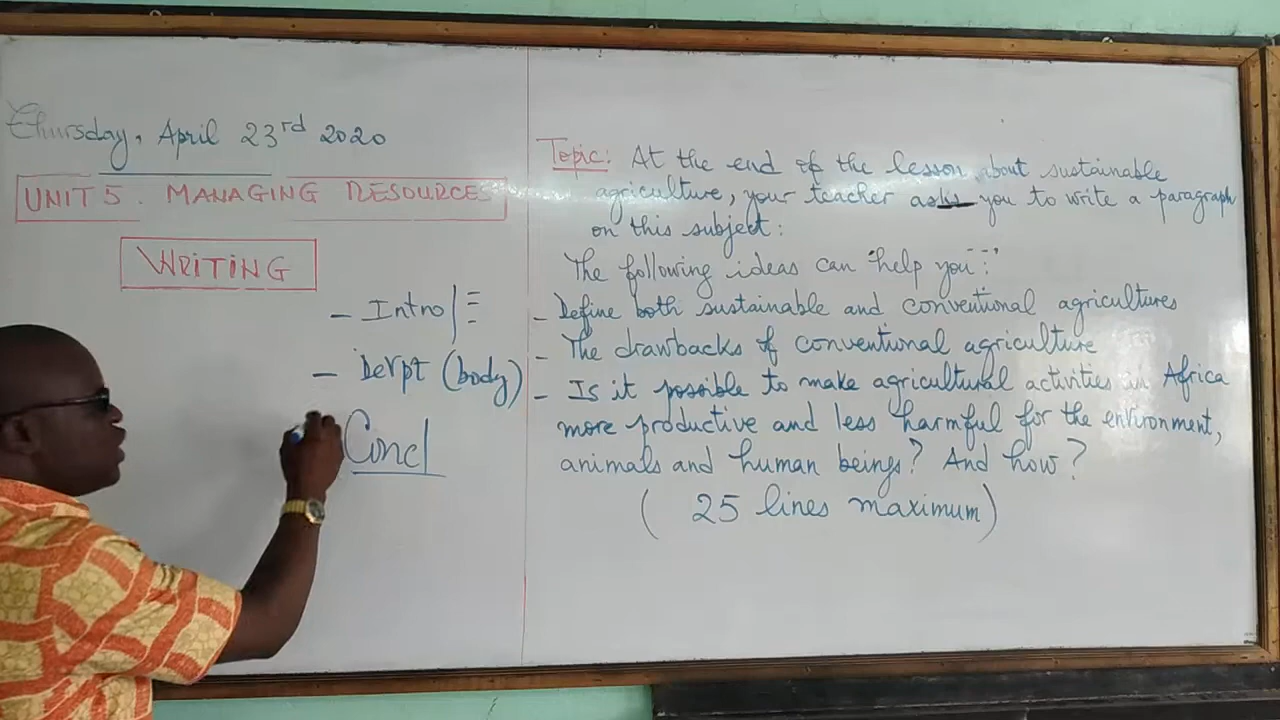 Thursday, April 23rd 2020
UNIT 5. MANAGING RESOURCES
WRITING
- Intro
- Devpt (body)
Concl
Topic: At the end of the lesson about sustainable
agriculture, your teacher asks you to write a paragraph
on this subject:
The following ideas can help you:
- Define both sustainable and conventional agricultures
- The drawbacks of conventional agriculture
- Is it possible to make agricultural activities in Africa
more productive and less harmful for the environment,
animals and human beings? And how?
( 25 lines maximum)